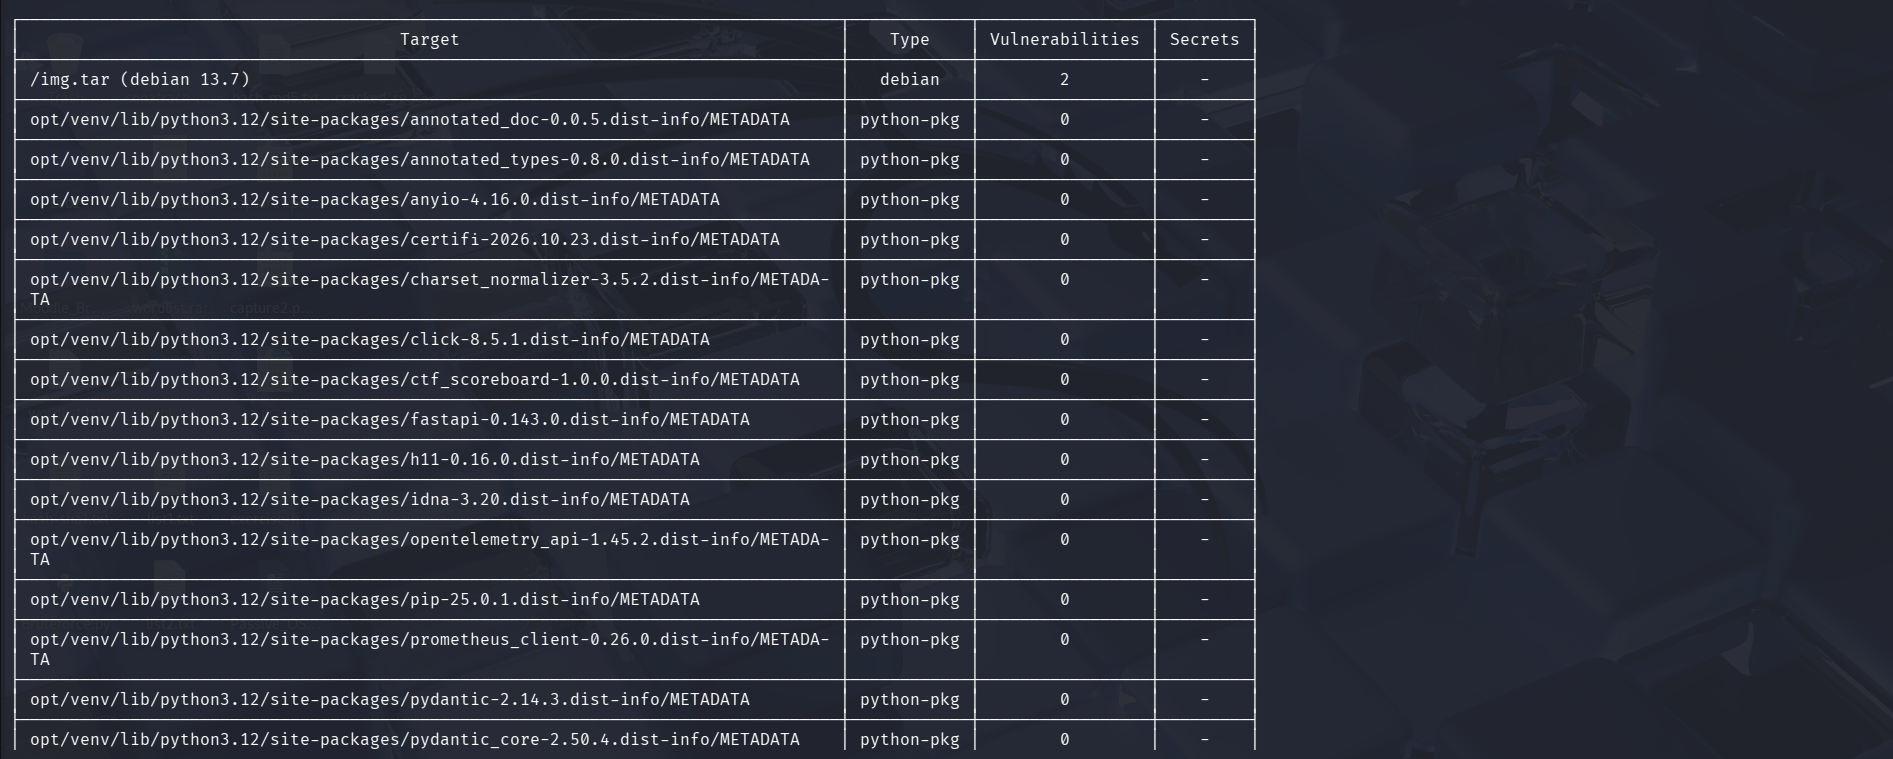 Target Type Vulnerabilities Secrets
/img.tar (debian 13.7) debian 2 -
opt/venv/lib/python3.12/site-packages/annotated_doc-0.0.5.dist-info/METADATA python-pkg 0 -
opt/venv/lib/python3.12/site-packages/annotated_types-0.8.0.dist-info/METADATA python-pkg 0 -
opt/venv/lib/python3.12/site-packages/anyio-4.16.0.dist-info/METADATA python-pkg 0 -
opt/venv/lib/python3.12/site-packages/certifi-2026.10.23.dist-info/METADATA python-pkg 0 -
opt/venv/lib/python3.12/site-packages/charset_normalizer-3.5.2.dist-info/METADA- python-pkg 0 -
TA
opt/venv/lib/python3.12/site-packages/click-8.5.1.dist-info/METADATA python-pkg 0 -
opt/venv/lib/python3.12/site-packages/ctf_scoreboard-1.0.0.dist-info/METADATA python-pkg 0 -
opt/venv/lib/python3.12/site-packages/fastapi-0.143.0.dist-info/METADATA python-pkg 0 -
opt/venv/lib/python3.12/site-packages/h11-0.16.0.dist-info/METADATA python-pkg 0 -
opt/venv/lib/python3.12/site-packages/idna-3.20.dist-info/METADATA python-pkg 0 -
opt/venv/lib/python3.12/site-packages/opentelemetry_api-1.45.2.dist-info/METADA- python-pkg 0 -
TA
opt/venv/lib/python3.12/site-packages/pip-25.0.1.dist-info/METADATA python-pkg 0 -
opt/venv/lib/python3.12/site-packages/prometheus_client-0.26.0.dist-info/METADA- python-pkg 0 -
TA
opt/venv/lib/python3.12/site-packages/pydantic-2.14.3.dist-info/METADATA python-pkg 0 -
opt/venv/lib/python3.12/site-packages/pydantic_core-2.50.4.dist-info/METADATA python-pkg 0 -